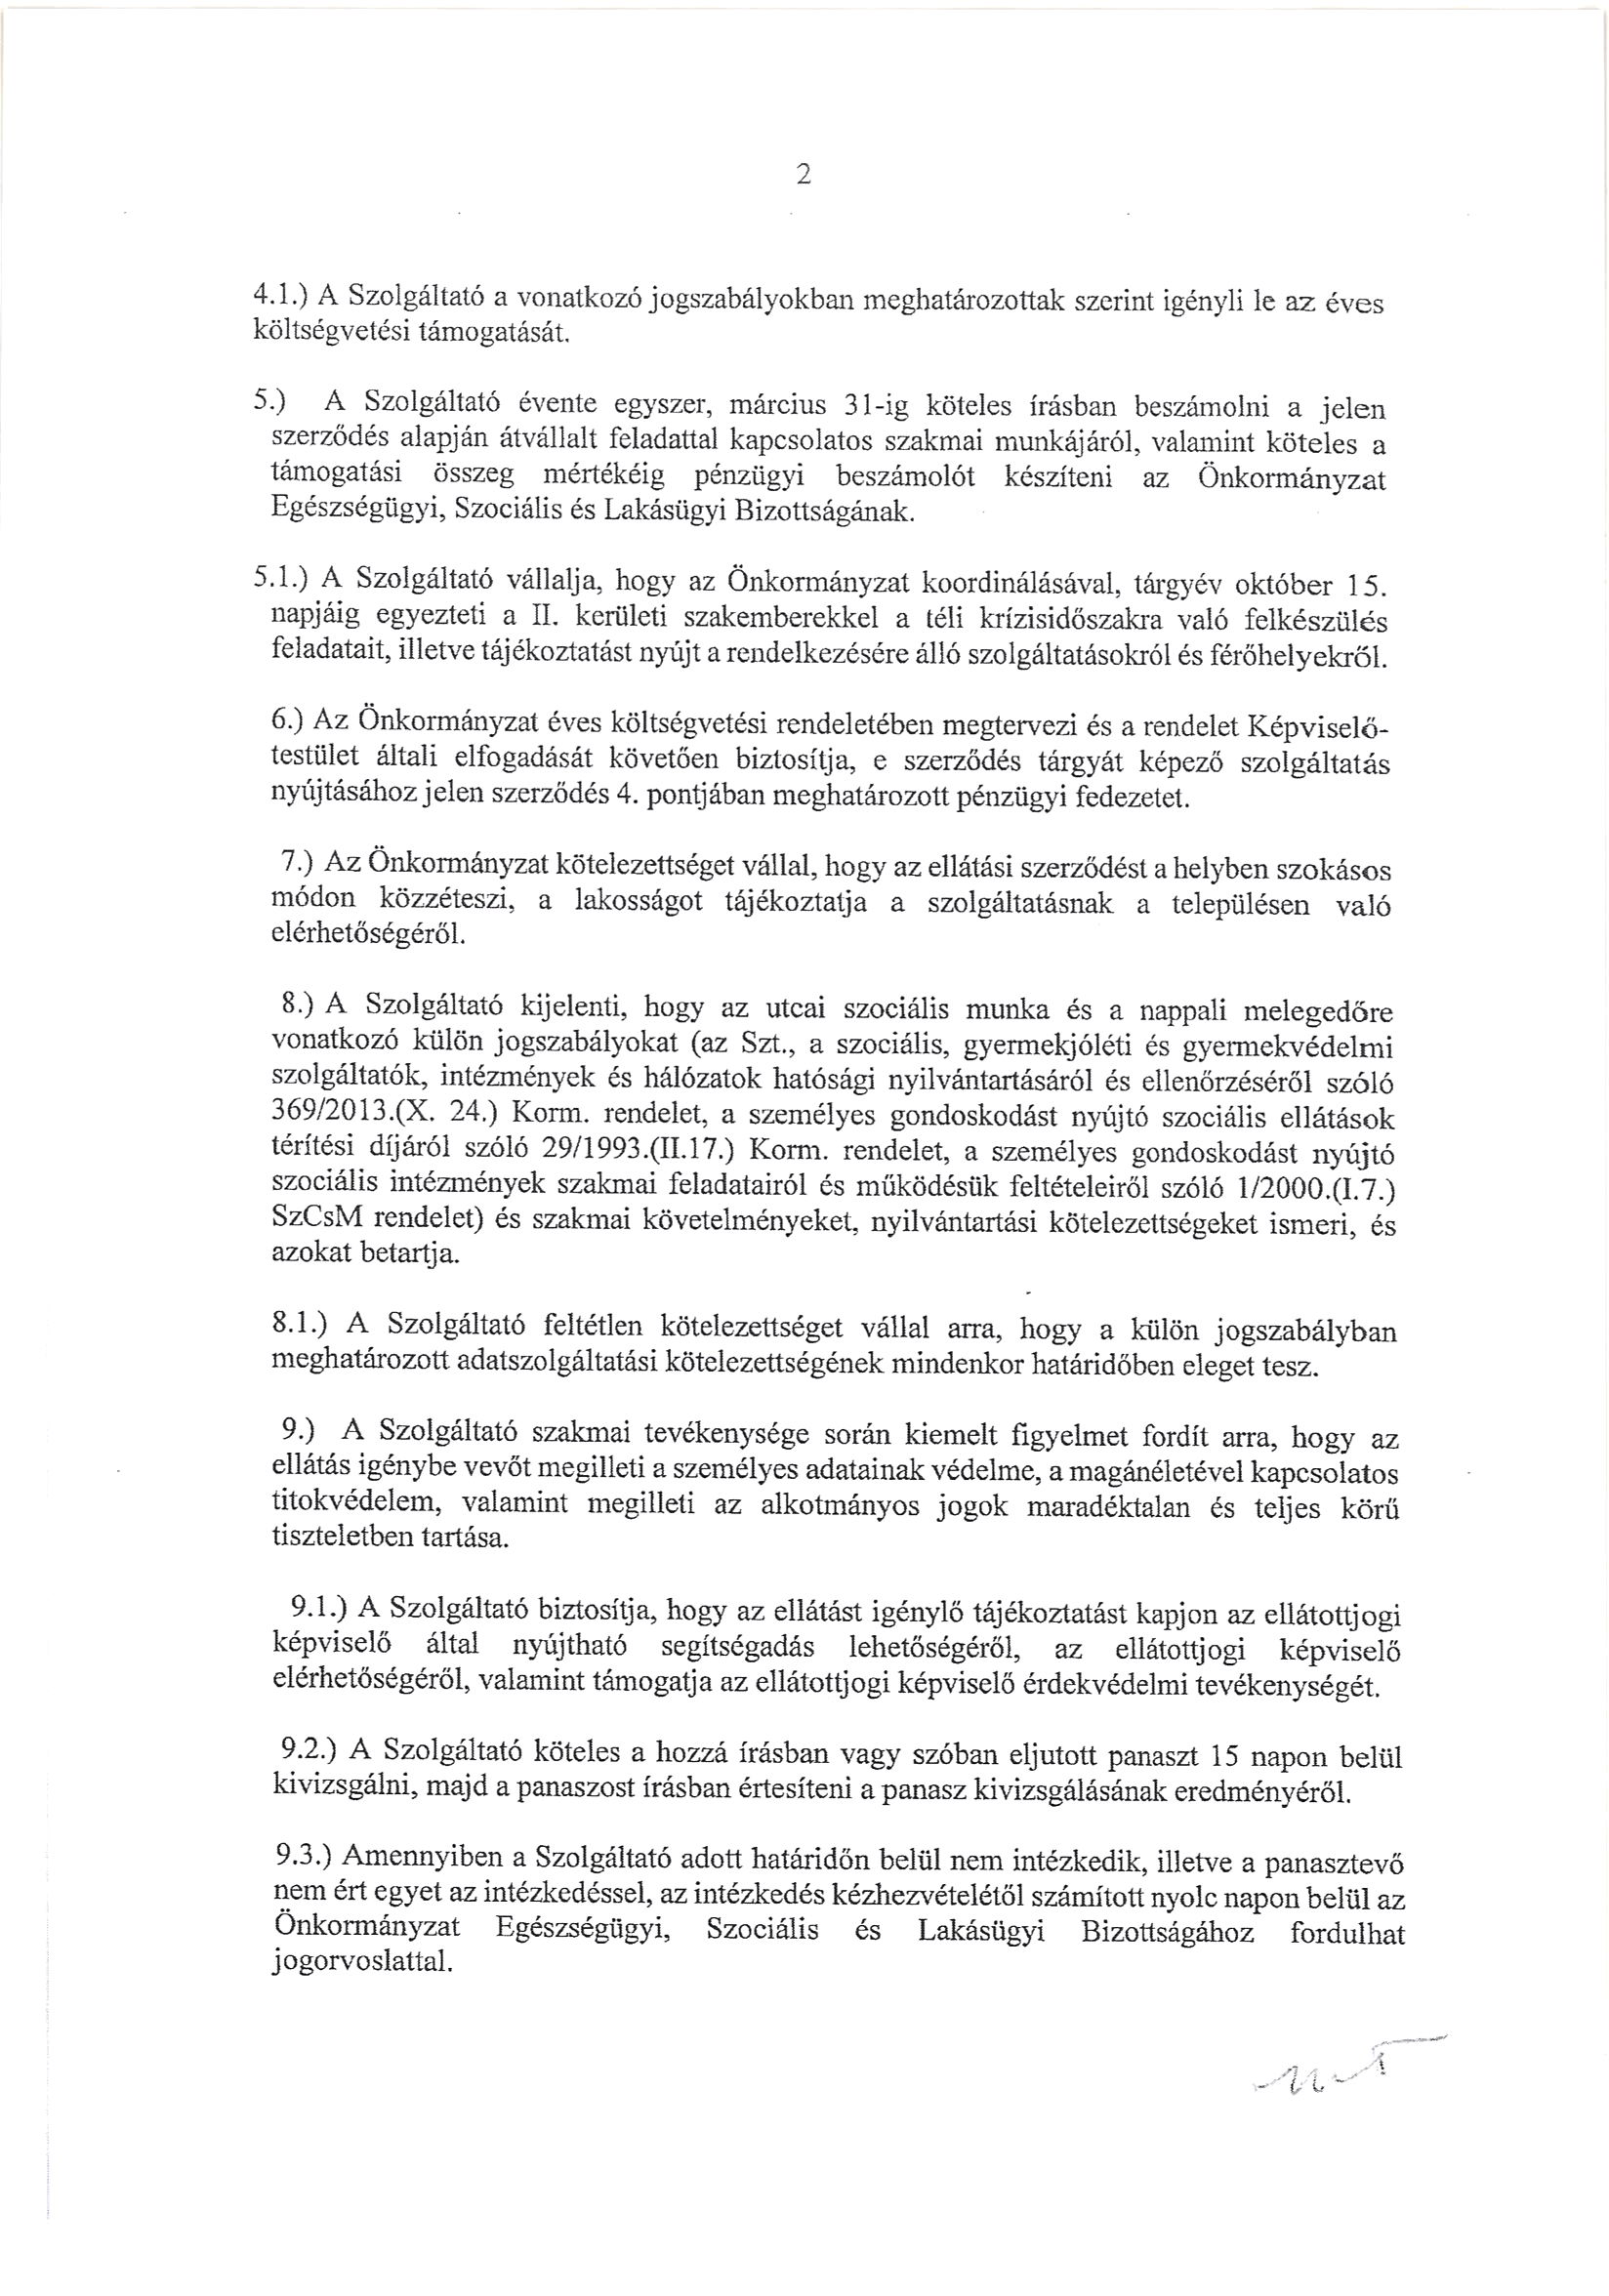 2
4.1.) A Szolgáltató a vonatkozó jogszabályokban meghatározottak szerint igényli le az éves
költségvetési támogatását.
5.) A Szolgáltató évente egyszer, március 31-ig köteles írásban beszámolni a jelen
szerződés alapján átvállalt feladattal kapcsolatos szakmai munkájáról, valamint köteles a
támogatási összeg mértékéig pénzügyi beszámolót készíteni az Önkormányzat
Egészségügyi, Szociális és Lakásügyi Bizottságának.
5.1.) A Szolgáltató vállalja, hogy az Önkormányzat koordinálásával, tárgyév október 15.
napjáig egyezteti a II. kerületi szakemberekkel a téli krízisidőszakra való felkészülés
feladatait, illetve tájékoztatást nyújt a rendelkezésére álló szolgáltatásokról és férőhelyekről.
6.) Az Önkormányzat éves költségvetési rendeletében megtervezi és a rendelet Képviselő-
testület általi elfogadását követően biztosítja, e szerződés tárgyát képező szolgáltatás
nyújtásához jelen szerződés 4. pontjában meghatározott pénzügyi fedezetet.
7.) Az Önkormányzat kötelezettséget vállal, hogy az ellátási szerződést a helyben szokásos
módon közzéteszi, a lakosságot tájékoztatja a szolgáltatásnak a településen való
elérhetőségéről.
8.) A Szolgáltató kijelenti, hogy az utcai szociális munka és a nappali melegedőre
vonatkozó külön jogszabályokat (az Szt., a szociális, gyermekjóléti és gyermekvédelmi
szolgáltatók, intézmények és hálózatok hatósági nyilvántartásáról és ellenőrzéséről szóló
369/2013.(X. 24.) Korm. rendelet, a személyes gondoskodást nyújtó szociális ellátások
térítési díjáról szóló 29/1993.(II.17.) Korm. rendelet, a személyes gondoskodást nyújtó
szociális intézmények szakmai feladatairól és működésük feltételeiről szóló 1/2000.(I.7.)
SzCsM rendelet) és szakmai követelményeket, nyilvántartási kötelezettségeket ismeri, és
azokat betartja.
8.1.) A Szolgáltató feltétlen kötelezettséget vállal arra, hogy a külön jogszabályban
meghatározott adatszolgáltatási kötelezettségének mindenkor határidőben eleget tesz.
9.) A Szolgáltató szakmai tevékenysége során kiemelt figyelmet fordít arra, hogy az
ellátás igénybe vevőt megilleti a személyes adatainak védelme, a magánéletével kapcsolatos
titokvédelem, valamint megilleti az alkotmányos jogok maradéktalan és teljes körű
tiszteletben tartása.
9.1.) A Szolgáltató biztosítja, hogy az ellátást igénylő tájékoztatást kapjon az ellátottjogi
képviselő által nyújtható segítségadás lehetőségéről, az ellátottjogi képviselő
elérhetőségéről, valamint támogatja az ellátottjogi képviselő érdekvédelmi tevékenységét.
9.2.) A Szolgáltató köteles a hozzá írásban vagy szóban eljutott panaszt 15 napon belül
kivizsgálni, majd a panaszost írásban értesíteni a panasz kivizsgálásának eredményéről.
9.3.) Amennyiben a Szolgáltató adott határidőn belül nem intézkedik, illetve a panasztevő
nem ért egyet az intézkedéssel, az intézkedés kézhezvételétől számított nyolc napon belül az
Önkormányzat Egészségügyi, Szociális és Lakásügyi Bizottságához fordulhat
jogorvoslattal.